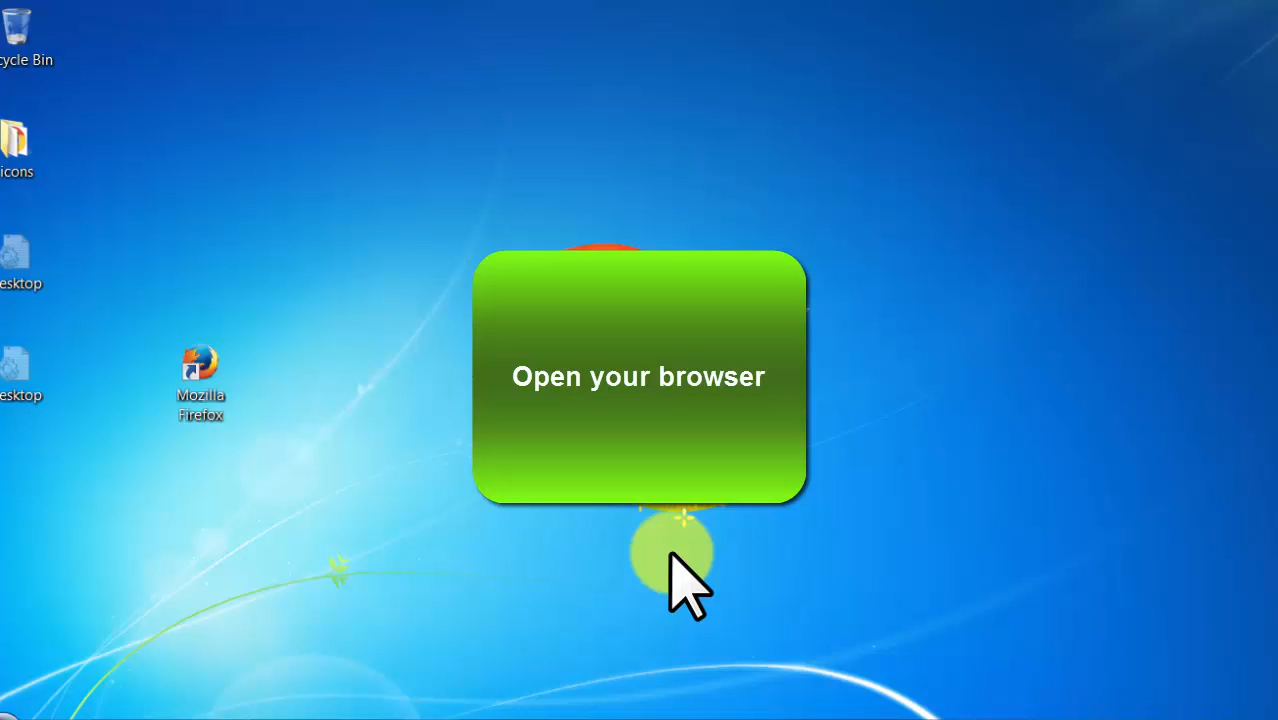 cycle Bin
icons
esktop
esktop
Mozilla
Firefox
Open your browser